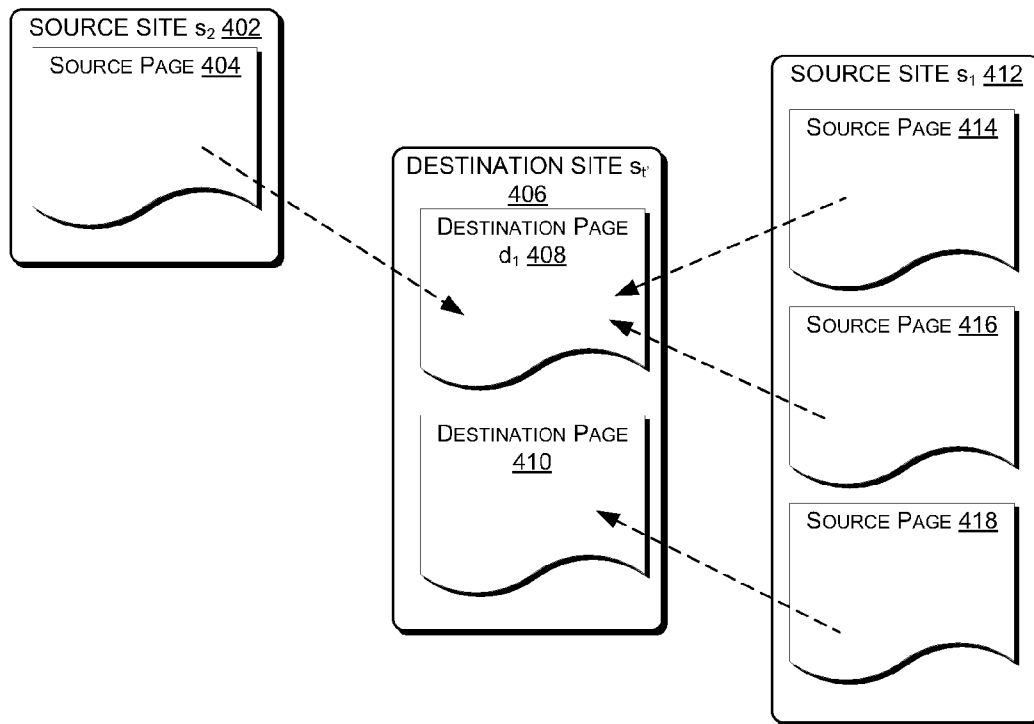 SOURCE SITE s₂ 402
SOURCE PAGE 404
DESTINATION SITE sₜ'
406
DESTINATION PAGE
d₁ 408
DESTINATION PAGE
410
SOURCE SITE s₁ 412
SOURCE PAGE 414
SOURCE PAGE 416
SOURCE PAGE 418